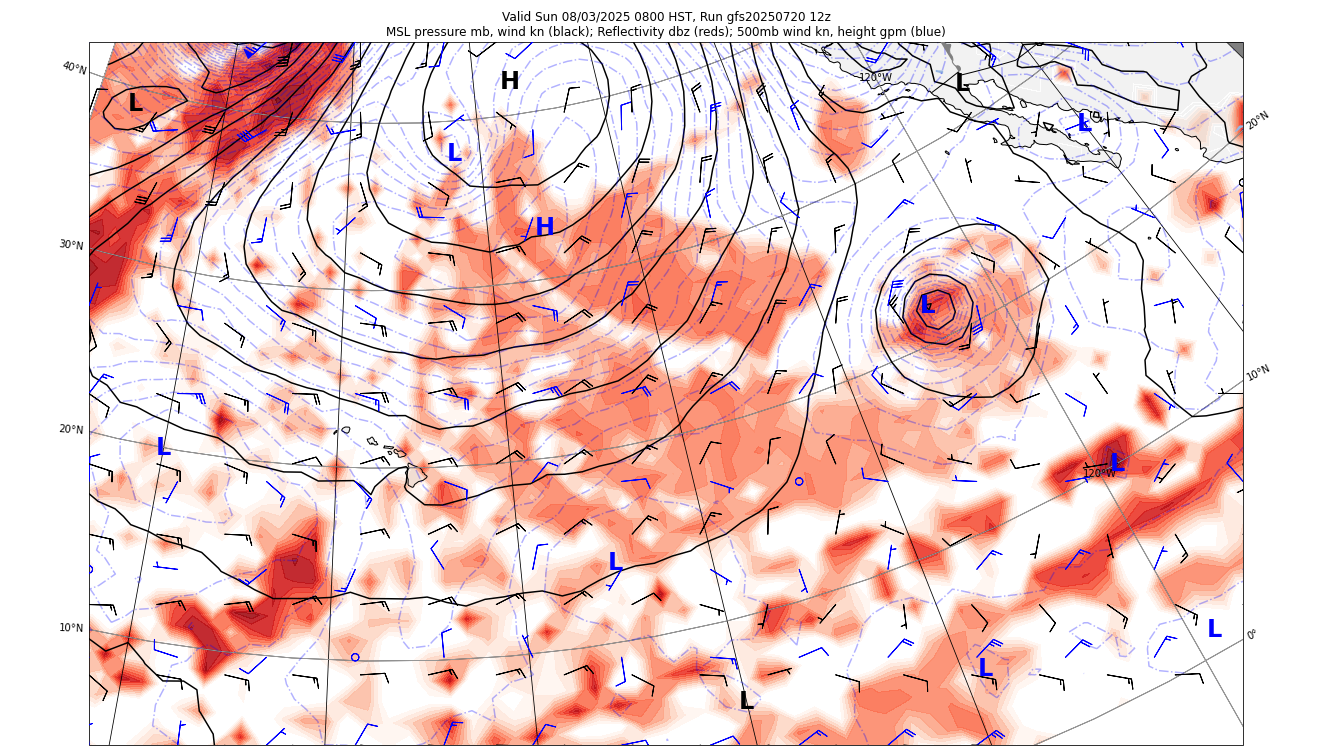 Valid Sun 08/03/2025 0800 HST, Run gfs20250720 12z
MSL pressure mb, wind kn (black); Reflectivity dbz (reds); 500mb wind kn, height gpm (blue)
40°N
H
120°W
L
L
L
20°N
L
H
30°N
L
10°N
20°N
L
L
120°W
L
10°N
L
0°
L
L